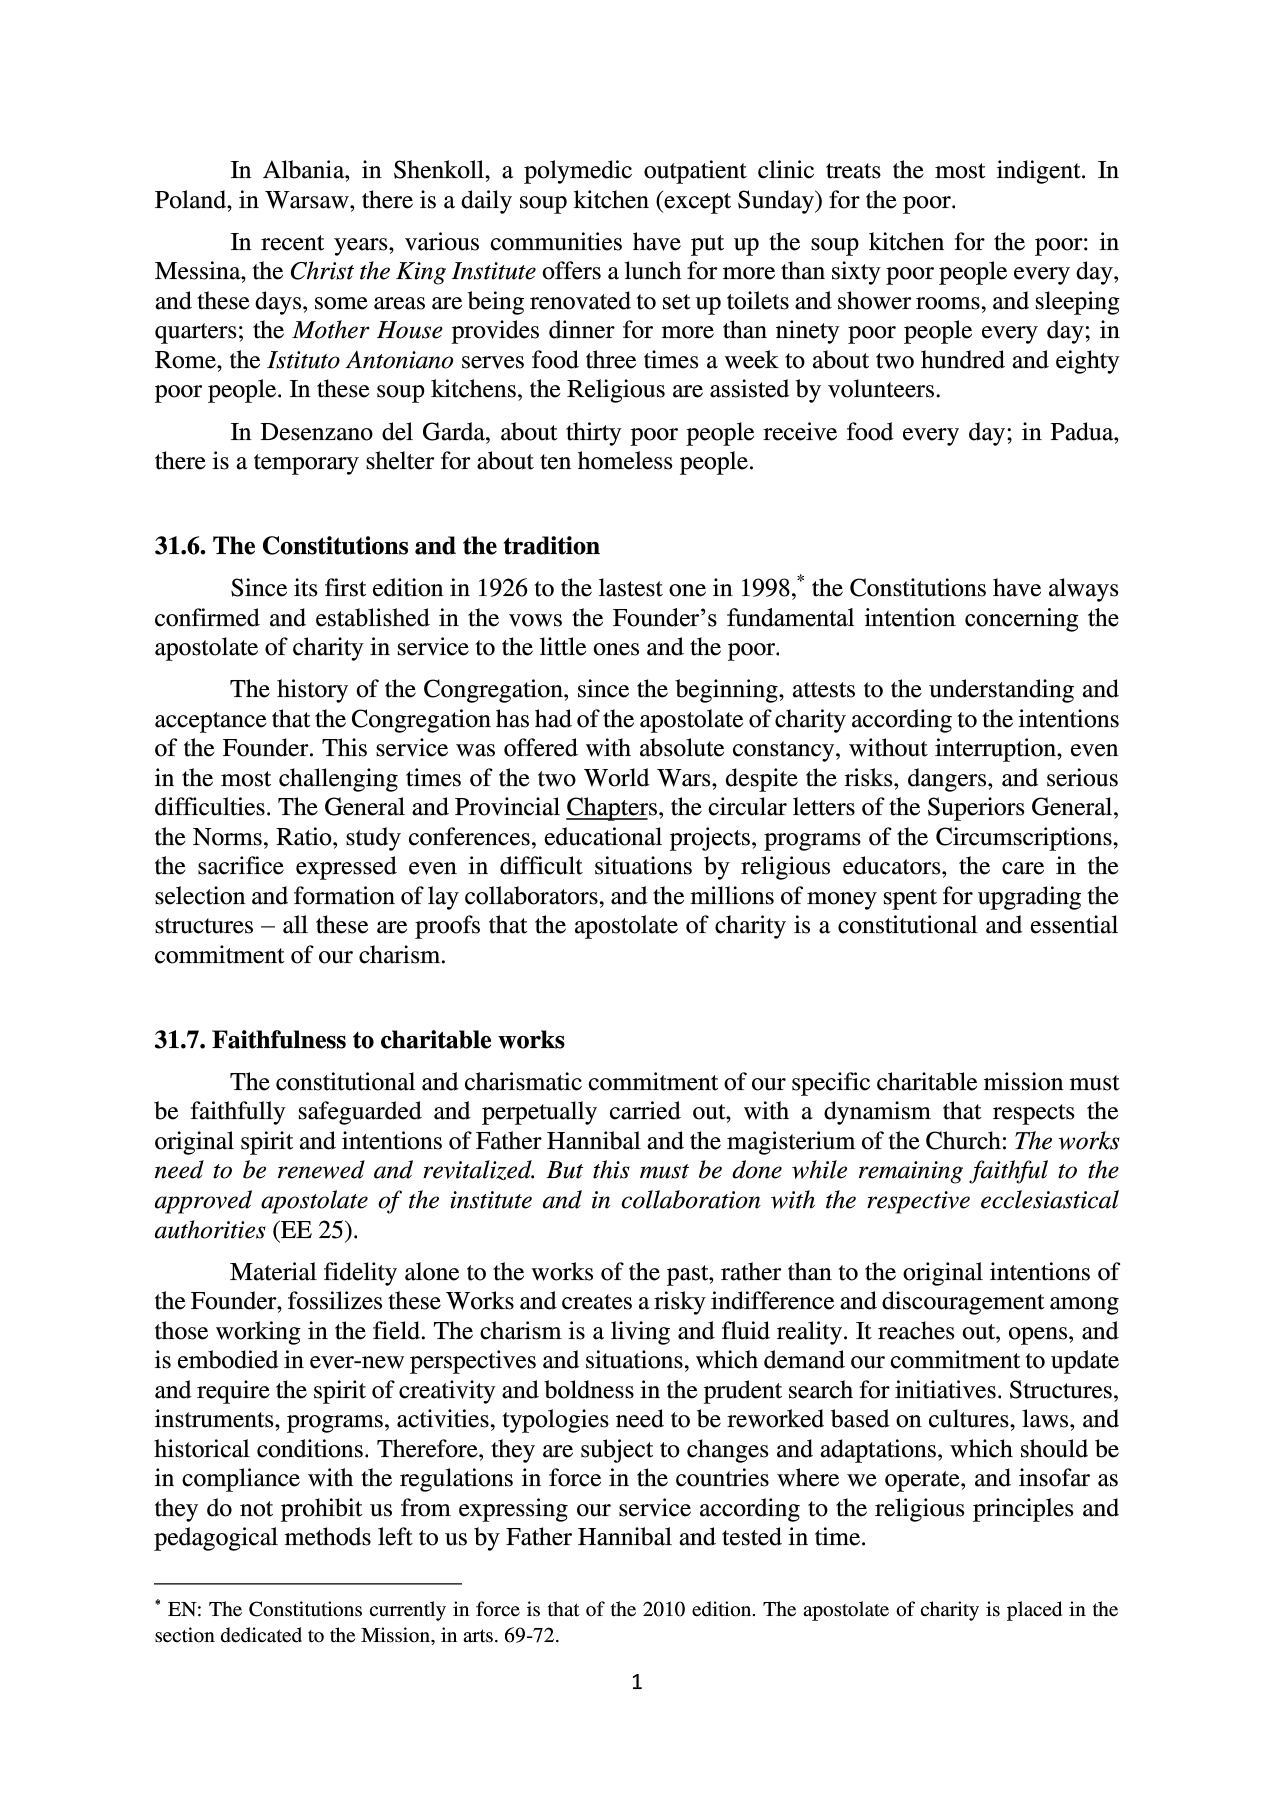 In Albania, in Shenkoll, a polymedic outpatient clinic treats the most indigent. In
Poland, in Warsaw, there is a daily soup kitchen (except Sunday) for the poor.
In recent years, various communities have put up the soup kitchen for the poor: in
Messina, the Christ the King Institute offers a lunch for more than sixty poor people every day,
and these days, some areas are being renovated to set up toilets and shower rooms, and sleeping
quarters; the Mother House provides dinner for more than ninety poor people every day; in
Rome, the Istituto Antoniano serves food three times a week to about two hundred and eighty
poor people. In these soup kitchens, the Religious are assisted by volunteers.
In Desenzano del Garda, about thirty poor people receive food every day; in Padua,
there is a temporary shelter for about ten homeless people.
31.6. The Constitutions and the tradition
Since its first edition in 1926 to the lastest one in 1998,* the Constitutions have always
confirmed and established in the vows the Founder’s fundamental intention concerning the
apostolate of charity in service to the little ones and the poor.
The history of the Congregation, since the beginning, attests to the understanding and
acceptance that the Congregation has had of the apostolate of charity according to the intentions
of the Founder. This service was offered with absolute constancy, without interruption, even
in the most challenging times of the two World Wars, despite the risks, dangers, and serious
difficulties. The General and Provincial Chapters, the circular letters of the Superiors General,
the Norms, Ratio, study conferences, educational projects, programs of the Circumscriptions,
the sacrifice expressed even in difficult situations by religious educators, the care in the
selection and formation of lay collaborators, and the millions of money spent for upgrading the
structures – all these are proofs that the apostolate of charity is a constitutional and essential
commitment of our charism.
31.7. Faithfulness to charitable works
The constitutional and charismatic commitment of our specific charitable mission must
be faithfully safeguarded and perpetually carried out, with a dynamism that respects the
original spirit and intentions of Father Hannibal and the magisterium of the Church: The works
need to be renewed and revitalized. But this must be done while remaining faithful to the
approved apostolate of the institute and in collaboration with the respective ecclesiastical
authorities (EE 25).
Material fidelity alone to the works of the past, rather than to the original intentions of
the Founder, fossilizes these Works and creates a risky indifference and discouragement among
those working in the field. The charism is a living and fluid reality. It reaches out, opens, and
is embodied in ever-new perspectives and situations, which demand our commitment to update
and require the spirit of creativity and boldness in the prudent search for initiatives. Structures,
instruments, programs, activities, typologies need to be reworked based on cultures, laws, and
historical conditions. Therefore, they are subject to changes and adaptations, which should be
in compliance with the regulations in force in the countries where we operate, and insofar as
they do not prohibit us from expressing our service according to the religious principles and
pedagogical methods left to us by Father Hannibal and tested in time.
* EN: The Constitutions currently in force is that of the 2010 edition. The apostolate of charity is placed in the
section dedicated to the Mission, in arts. 69-72.
1